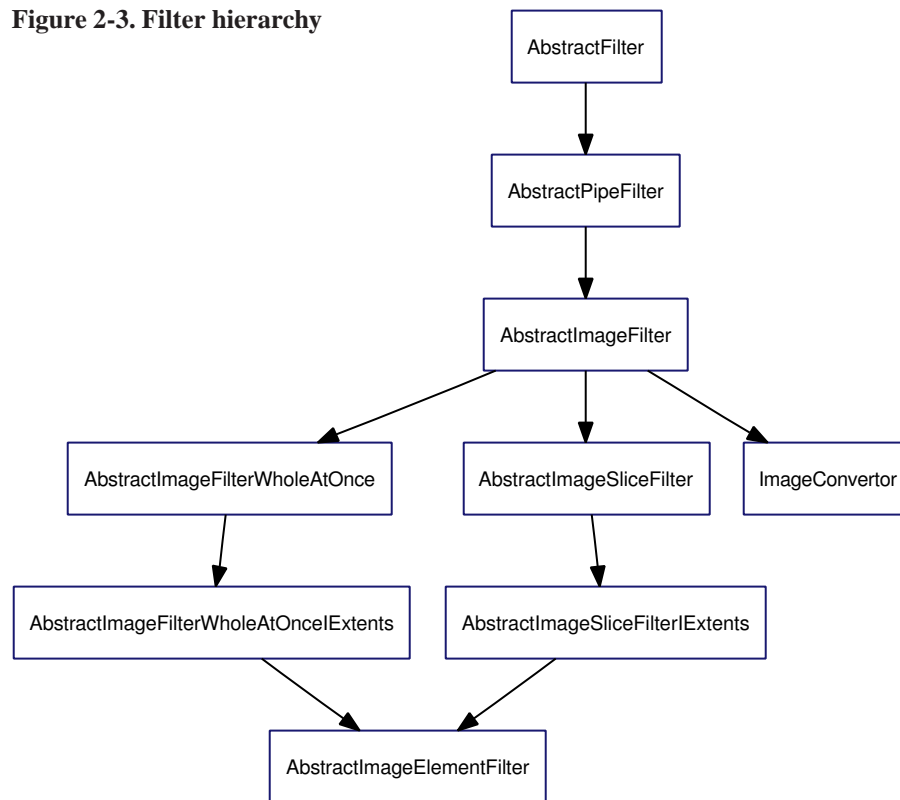 Figure 2-3. Filter hierarchy
AbstractFilter
AbstractPipeFilter
AbstractImageFilter
AbstractImageFilterWholeAtOnce
AbstractImageSliceFilter
ImageConvertor
AbstractImageFilterWholeAtOnceIExtents
AbstractImageSliceFilterIExtents
AbstractImageElementFilter